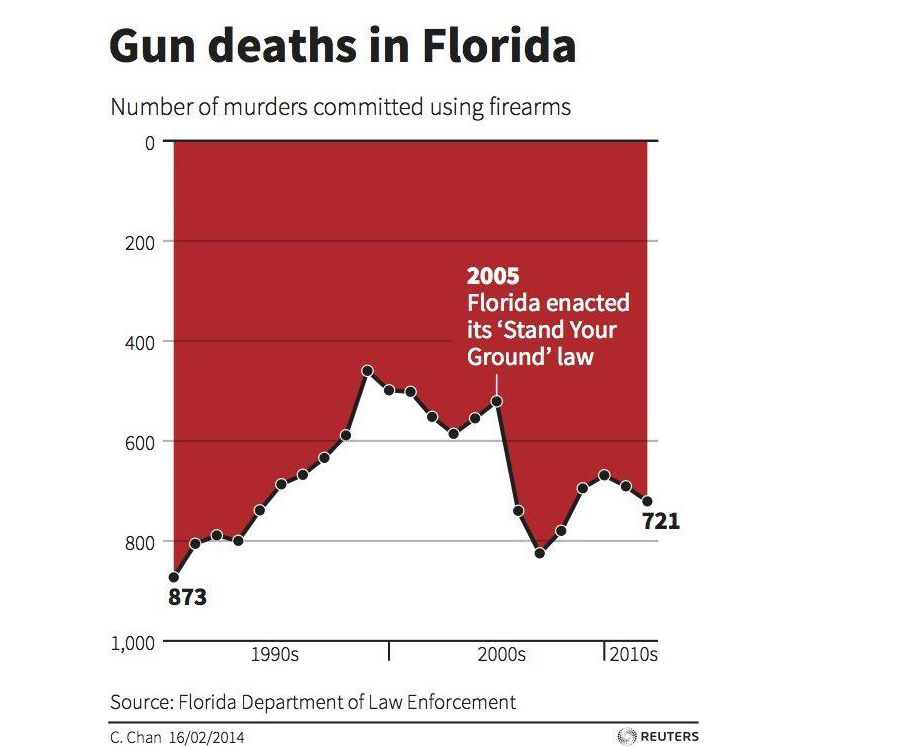 Gun deaths in Florida
Number of murders committed using firearms
0
200
400
600
800
1,000
2005
Florida enacted
its ‘Stand Your
Ground’ law
873
721
1990s
2000s
2010s
Source: Florida Department of Law Enforcement
C. Chan 16/02/2014
REUTERS